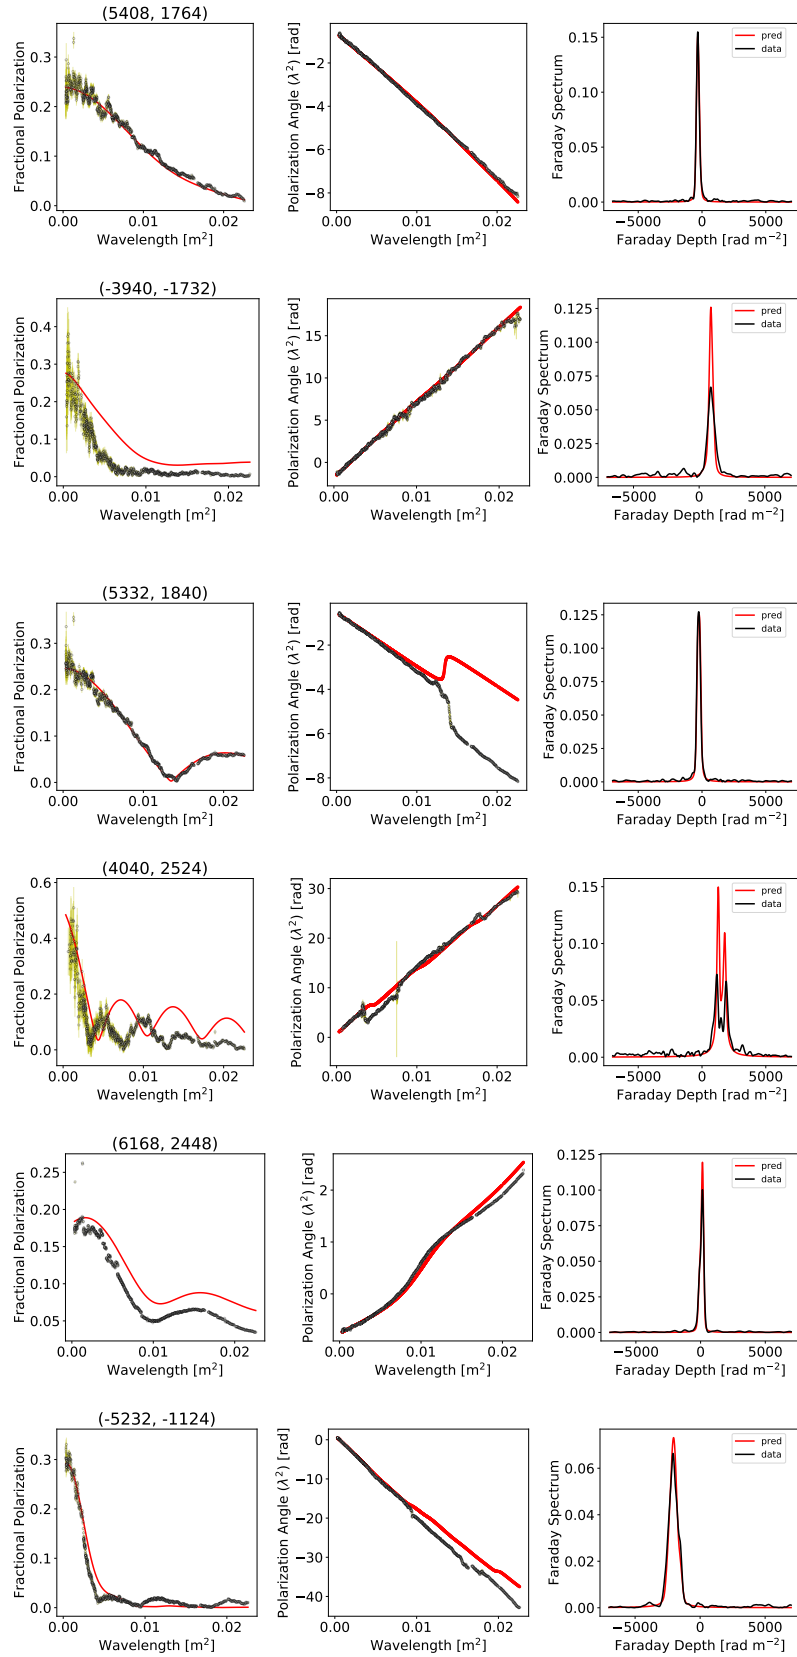 (5408, 1764)
Fractional Polarization
0.3
0.2
0.1
0.0
0.00 0.01 0.02
Wavelength [m²]
Polarization Angle (λ²) [rad]
−2
−4
−6
−8
0.00 0.01 0.02
Wavelength [m²]
Faraday Spectrum
0.15
0.10
0.05
0.00
−5000 0 5000
Faraday Depth [rad m⁻²]
pred
data
(-3940, -1732)
Fractional Polarization
0.4
0.3
0.2
0.1
0.0
0.00 0.01 0.02
Wavelength [m²]
Polarization Angle (λ²) [rad]
15
10
5
0
0.00 0.01 0.02
Wavelength [m²]
Faraday Spectrum
0.125
0.100
0.075
0.050
0.025
0.000
−5000 0 5000
Faraday Depth [rad m⁻²]
pred
data
(5332, 1840)
Fractional Polarization
0.3
0.2
0.1
0.0
0.00 0.01 0.02
Wavelength [m²]
Polarization Angle (λ²) [rad]
−2
−4
−6
−8
0.00 0.01 0.02
Wavelength [m²]
Faraday Spectrum
0.125
0.100
0.075
0.050
0.025
0.000
−5000 0 5000
Faraday Depth [rad m⁻²]
pred
data
(4040, 2524)
Fractional Polarization
0.6
0.4
0.2
0.0
0.00 0.01 0.02
Wavelength [m²]
Polarization Angle (λ²) [rad]
30
20
10
0
0.00 0.01 0.02
Wavelength [m²]
Faraday Spectrum
0.15
0.10
0.05
0.00
−5000 0 5000
Faraday Depth [rad m⁻²]
pred
data
(6168, 2448)
Fractional Polarization
0.25
0.20
0.15
0.10
0.05
0.00 0.01 0.02
Wavelength [m²]
Polarization Angle (λ²) [rad]
2
1
0
0.00 0.01 0.02
Wavelength [m²]
Faraday Spectrum
0.125
0.100
0.075
0.050
0.025
0.000
−5000 0 5000
Faraday Depth [rad m⁻²]
pred
data
(-5232, -1124)
Fractional Polarization
0.3
0.2
0.1
0.0
0.00 0.01 0.02
Wavelength [m²]
Polarization Angle (λ²) [rad]
0
−10
−20
−30
−40
0.00 0.01 0.02
Wavelength [m²]
Faraday Spectrum
0.06
0.04
0.02
0.00
−5000 0 5000
Faraday Depth [rad m⁻²]
pred
data